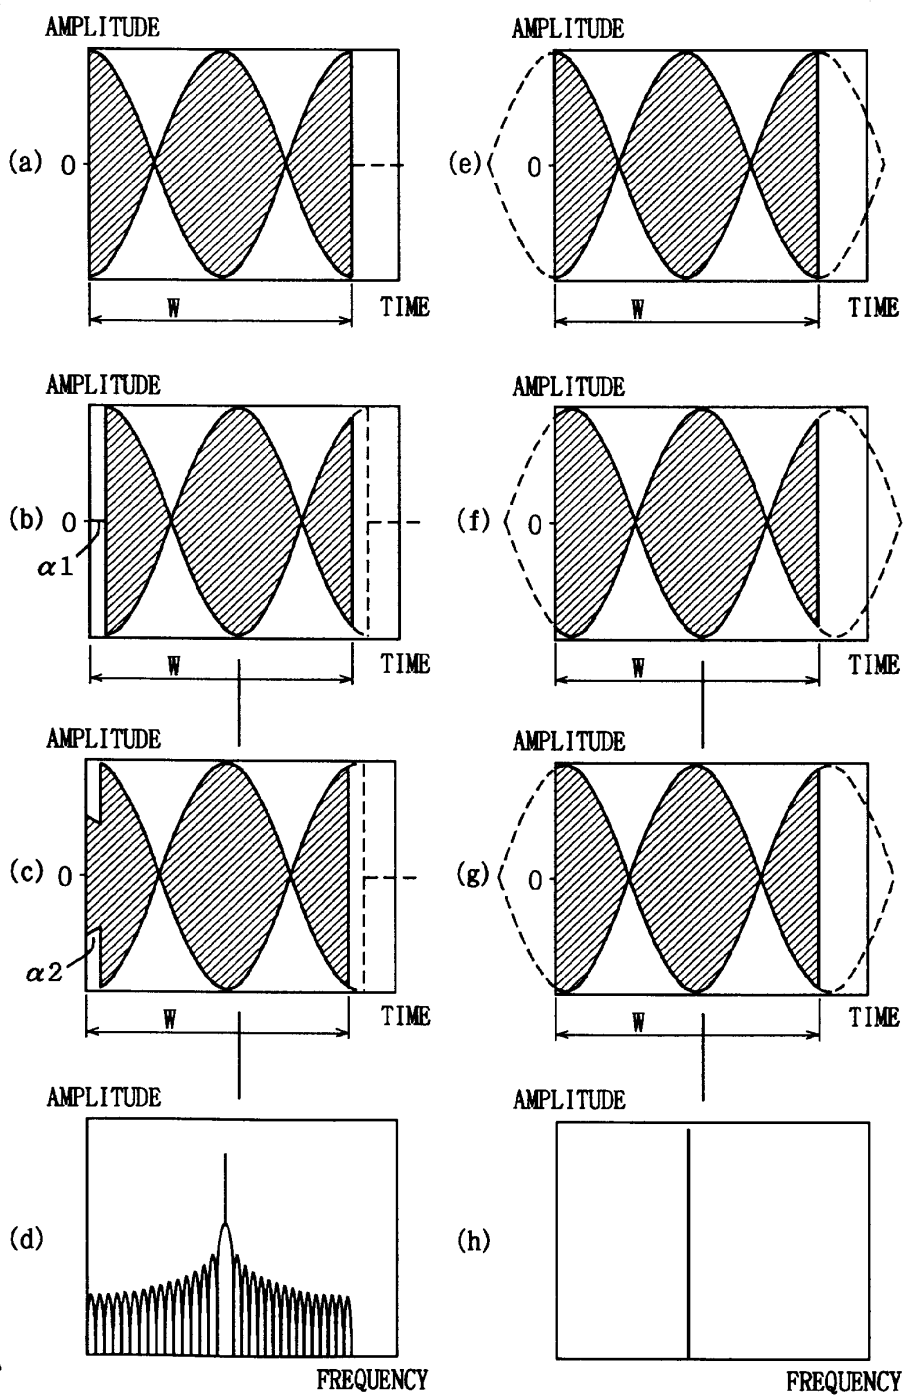 AMPLITUDE
(a) 0
W TIME
AMPLITUDE
(e) 0
W TIME
AMPLITUDE
(b) 0
α1
W TIME
AMPLITUDE
(f) 0
W TIME
AMPLITUDE
(c) 0
α2
W TIME
AMPLITUDE
(g) 0
W TIME
AMPLITUDE
(d)
FREQUENCY
AMPLITUDE
(h)
FREQUENCY